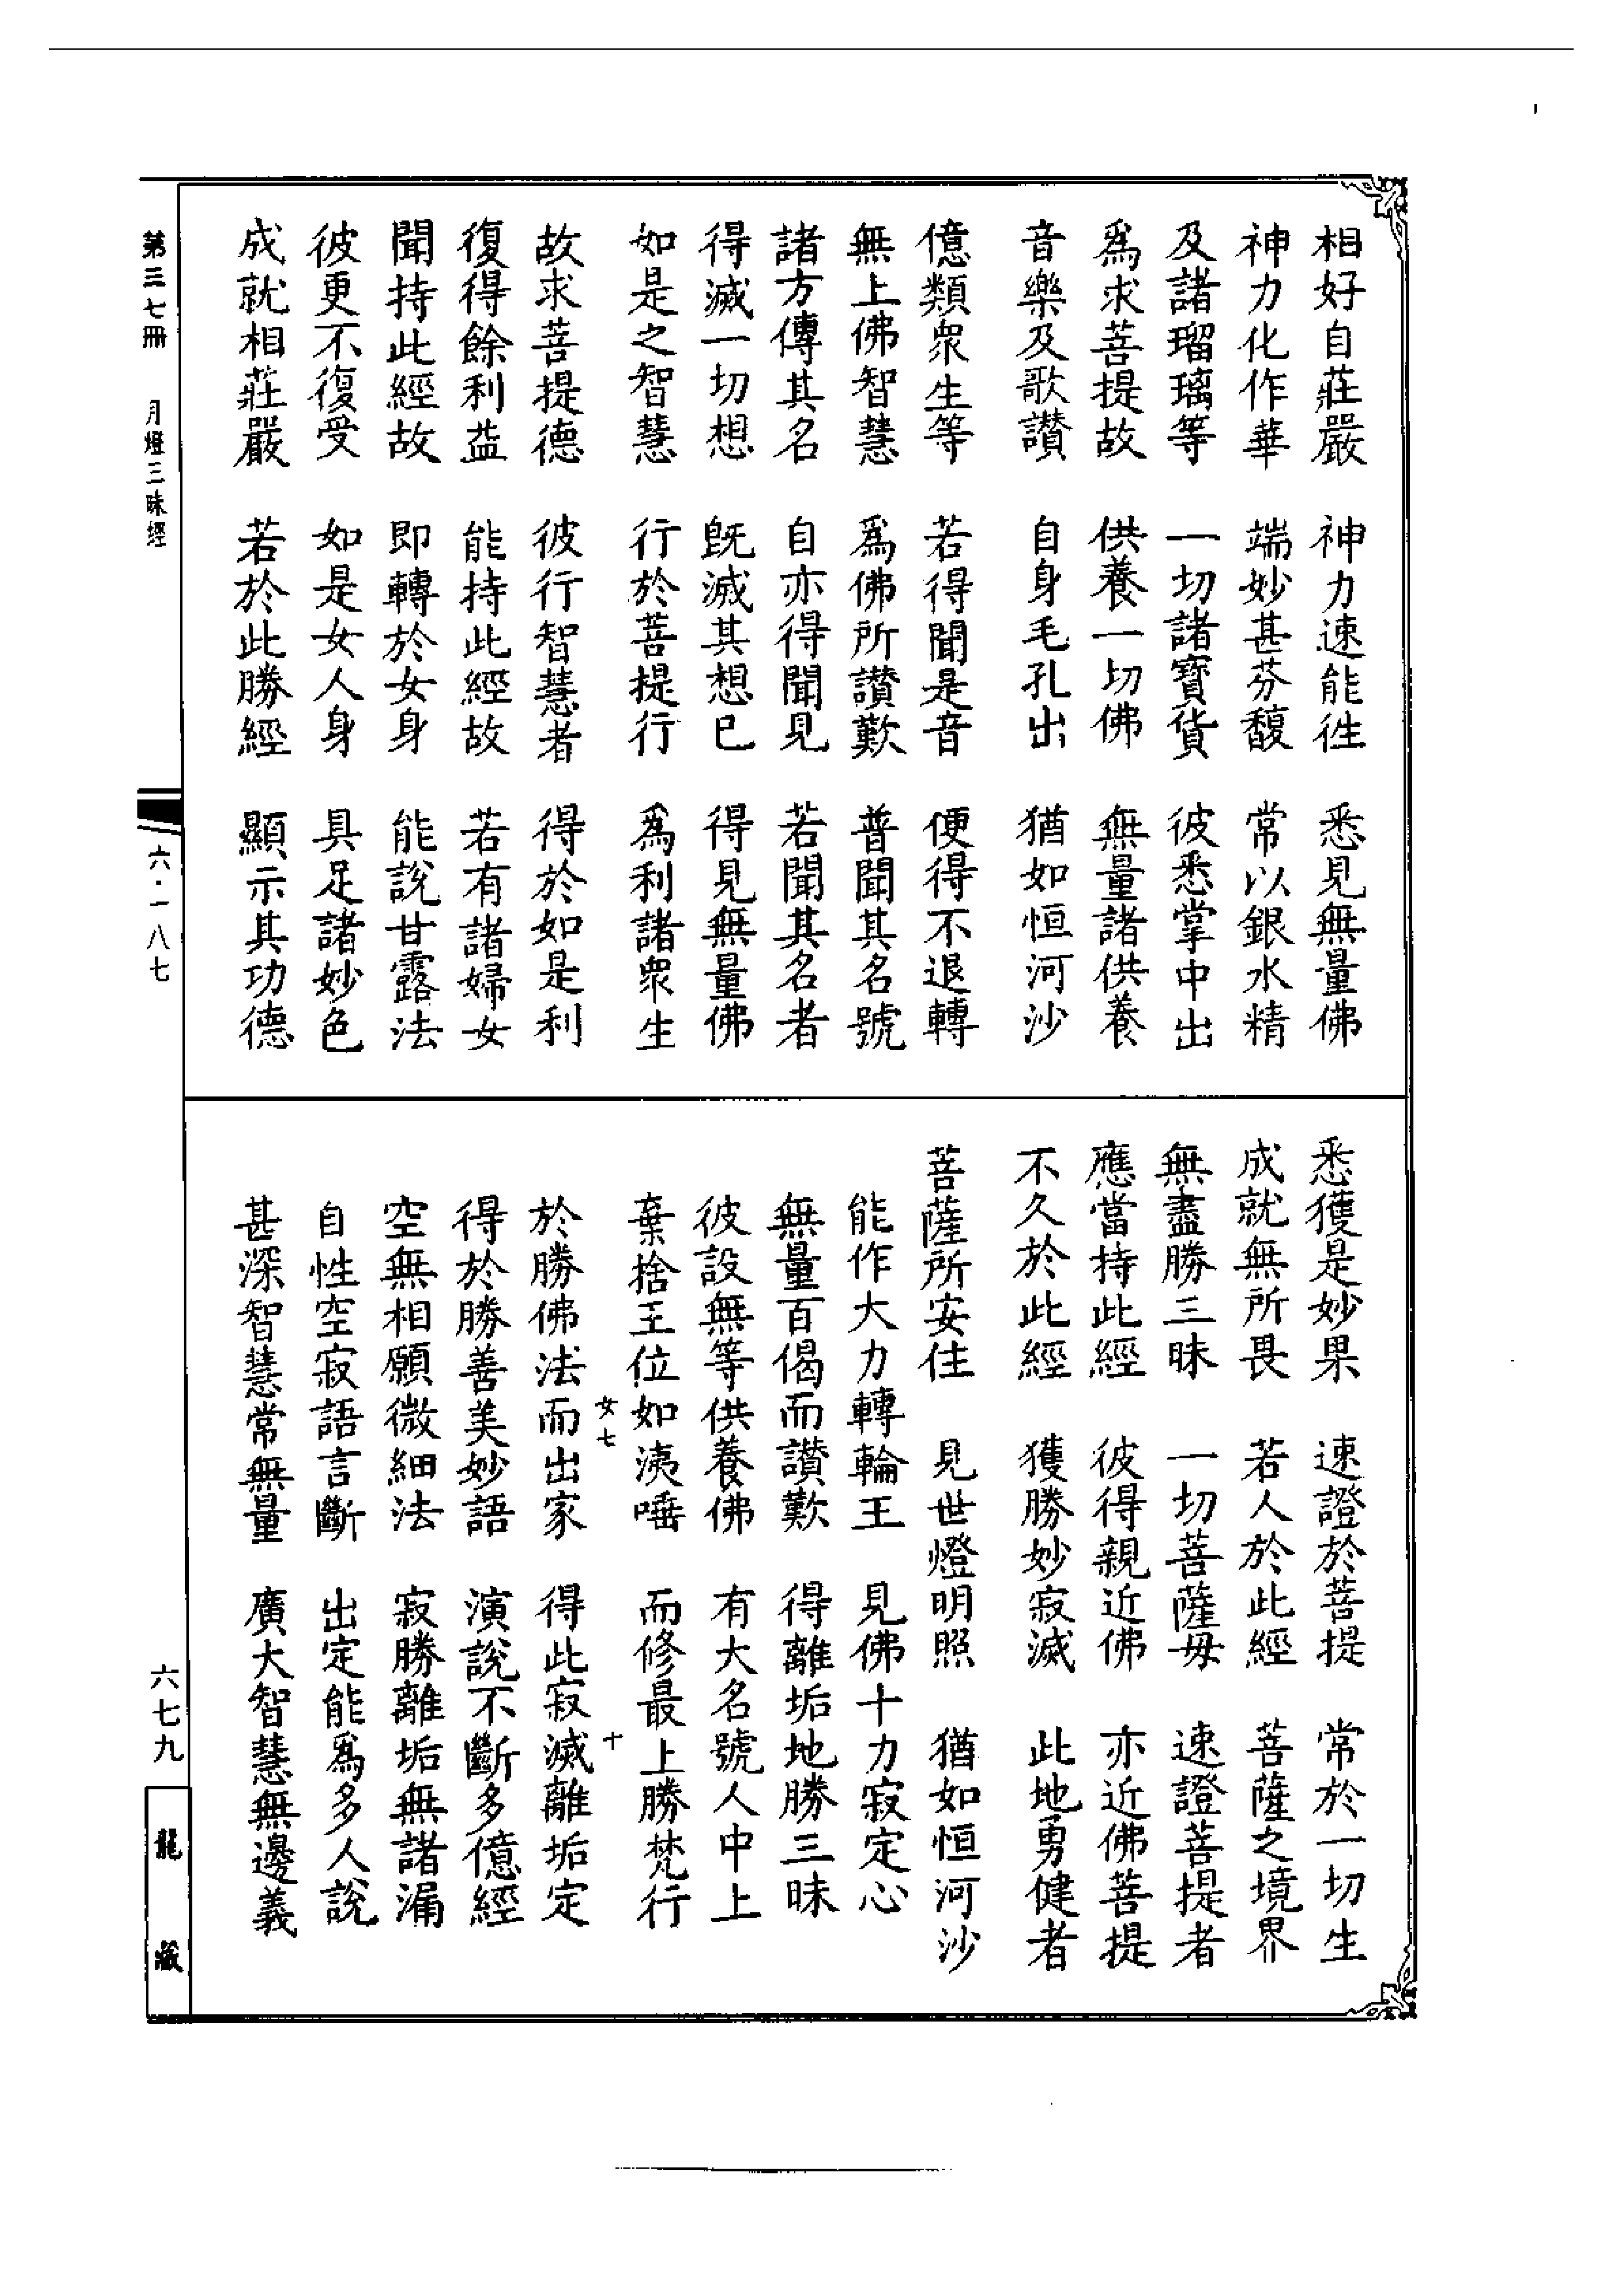 相好自莊嚴　神力速能徃　悉見無量佛
神力化作華　端妙甚芬馥　常以銀水精
及諸瑠璃等　一切諸寶貨　彼悉掌中出
爲求菩提故　供養一切佛　無量諸供養
音樂及歌讃　自身毛孔出　猶如恒河沙
億類衆生等　若得聞是音　便得不退轉
無上佛智慧　爲佛所讃歎　普聞其名號
諸方傳其名　自亦得聞見　若聞其名者
得滅一切想　旣滅其想已　得見無量佛
如是之智慧　行於菩提行　爲利諸衆生
故求菩提德　彼行智慧者　得於如是利
復得餘利益　能持此經故　若有諸婦女
聞持此經故　即轉於女身　能說甘露法
彼更不復受　如是女人身　具足諸妙色
成就相莊嚴　若於此勝經　顯示其功德
悉獲是妙果　速證於菩提　常於一切生
成就無所畏　若人於此經　菩薩之境界
無盡勝三昧　一切菩薩母　速證菩提者
應當持此經　彼得親近佛　亦近佛菩提
不久於此經　獲勝妙寂滅　此地勇健者
菩薩所安住　見世燈明照　猶如恒河沙
能作大力轉輪王　見佛十力寂定心
無量百偈而讃歎　得離垢地勝三昧
彼設無等供養佛　有大名號人中上
棄捨王位如洟唾　而修最上勝梵行
女七　十
於勝佛法而出家　得此寂滅離垢定
得於勝善美妙語　演說不斷多億經
空無相願微細法　寂勝離垢無諸漏
自性空寂語言斷　出定能爲多人說
甚深智慧常無量　廣大智慧無邊義
第三七冊　月燈三昧經
六·一八七
六七九
龍藏